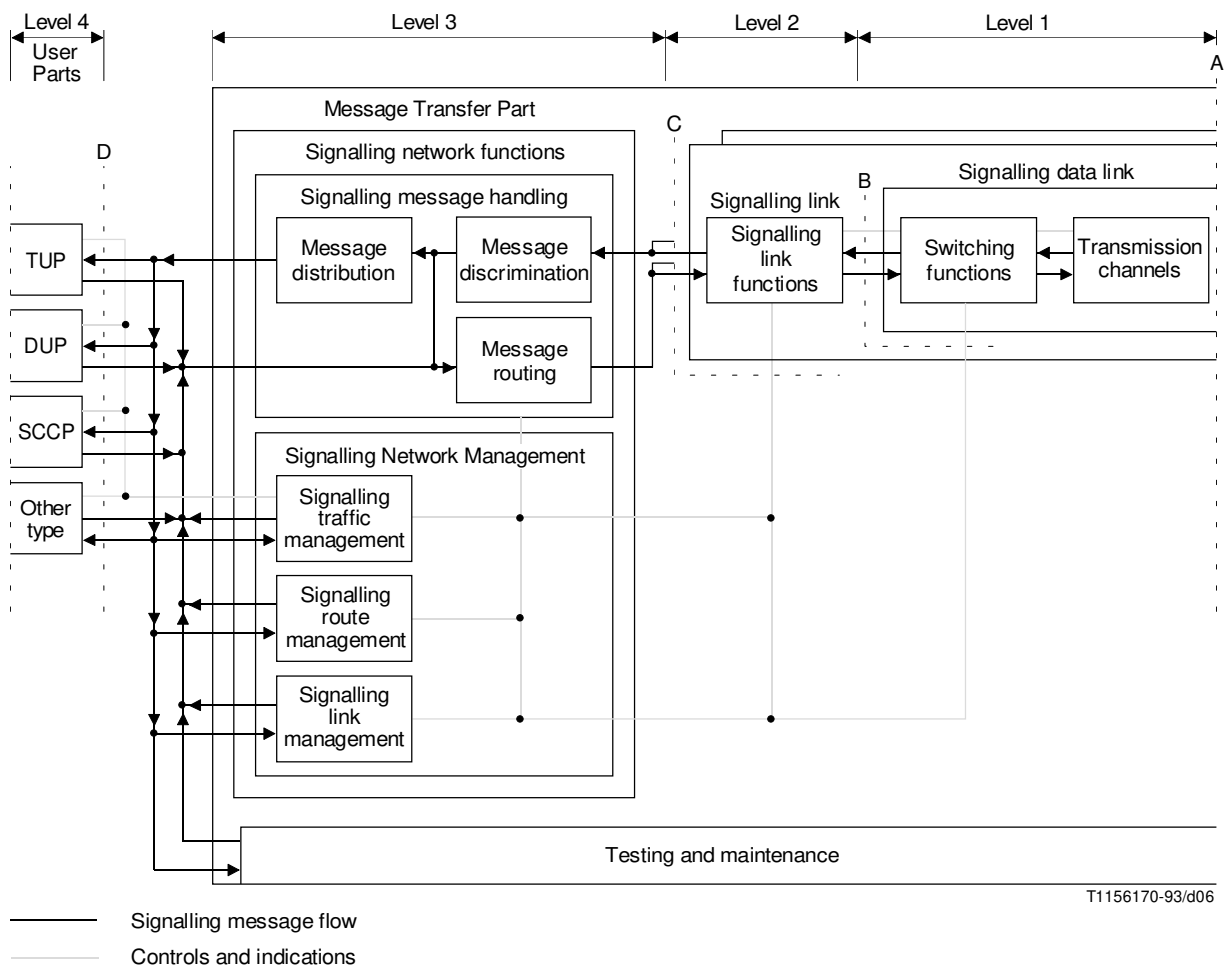 Level 4
Level 3
Level 2
Level 1
User
Parts
A
Message Transfer Part
C
D
Signalling network functions
Signalling data link
B
Signalling message handling
Signalling link
TUP
Message
distribution
Message
discrimination
Signalling
link
functions
Switching
functions
Transmission
channels
DUP
Message
routing
SCCP
Signalling Network Management
Other
type
Signalling
traffic
management
Signalling
route
management
Signalling
link
management
Testing and maintenance
T1156170-93/d06
Signalling message flow
Controls and indications